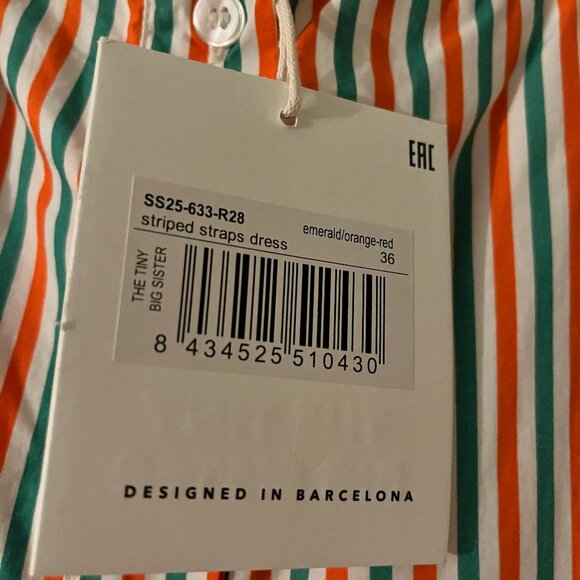 EAC
SS25-633-R28
emerald/orange-red
striped straps dress
36
THE TINY
BIG SISTER
8 434525 510430
DESIGNED IN BARCELONA